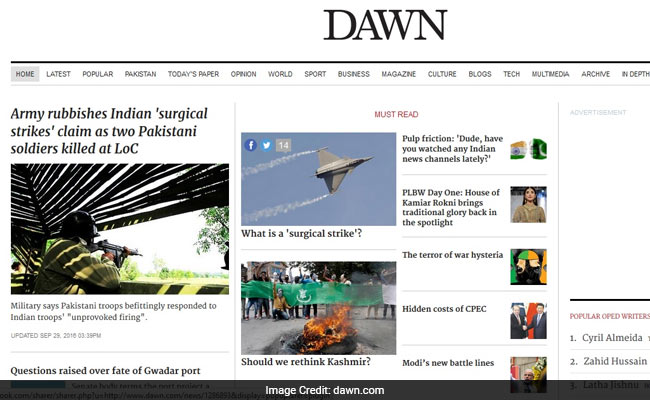 DAWN
HOME LATEST POPULAR PAKISTAN TODAY'S PAPER OPINION WORLD SPORT BUSINESS MAGAZINE CULTURE BLOGS TECH MULTIMEDIA ARCHIVE IN DEPTH
Army rubbishes Indian 'surgical
strikes' claim as two Pakistani
soldiers killed at LoC
Military says Pakistani troops befittingly responded to
Indian troops' "unprovoked firing".
UPDATED SEP 29, 2016 03:39PM
Questions raised over fate of Gwadar port
Senate body terms the port project a
MUST READ
14
What is a 'surgical strike'?
Should we rethink Kashmir?
Pulp friction: 'Dude, have
you watched any Indian
news channels lately?'
PLBW Day One: House of
Kamiar Rokni brings
traditional glory back in
the spotlight
The terror of war hysteria
Hidden costs of CPEC
Modi's new battle lines
ADVERTISEMENT
POPULAR OPED WRITERS
1. Cyril Almeida
2. Zahid Hussain
3. Latha Jishnu
Image Credit: dawn.com